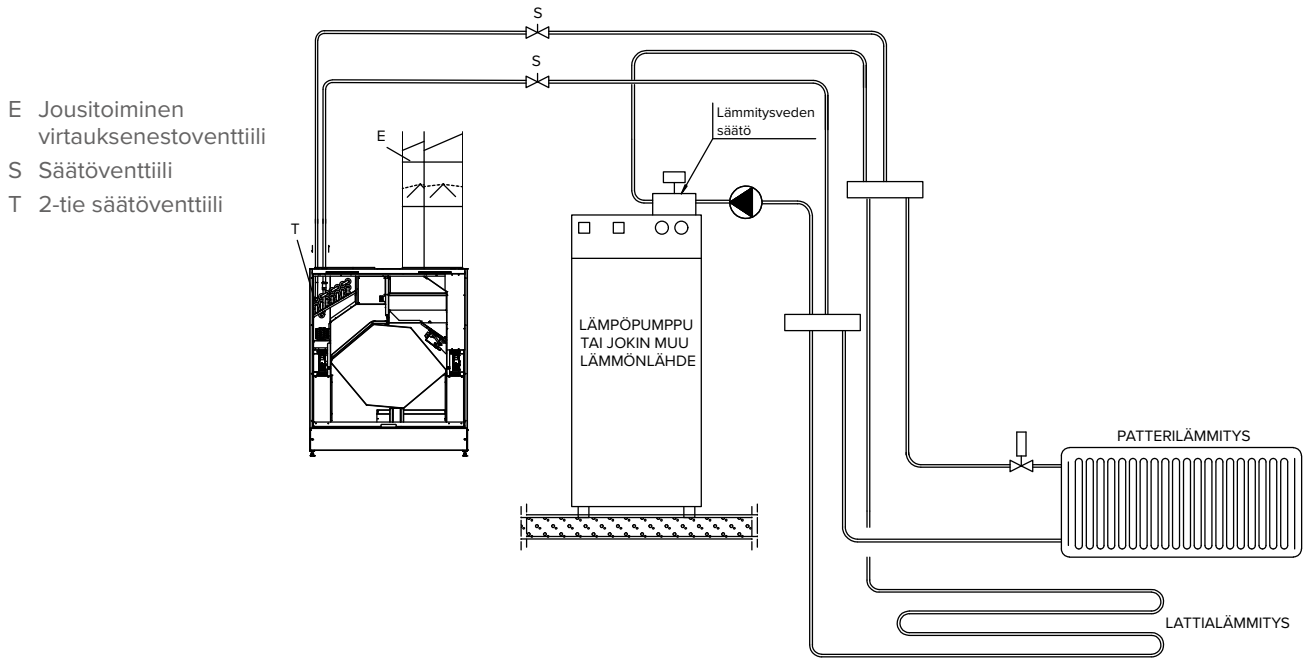 S
S
E Jousitoiminen
virtauksenestoventtiili
S Säätöventtiili
T 2-tie säätöventtiili
E
T
Lämmitysveden
säätö
LÄMPÖPUMPPU
TAI JOKIN MUU
LÄMMÖNLÄHDE
PATTERILÄMMITYS
LATTIALÄMMITYS